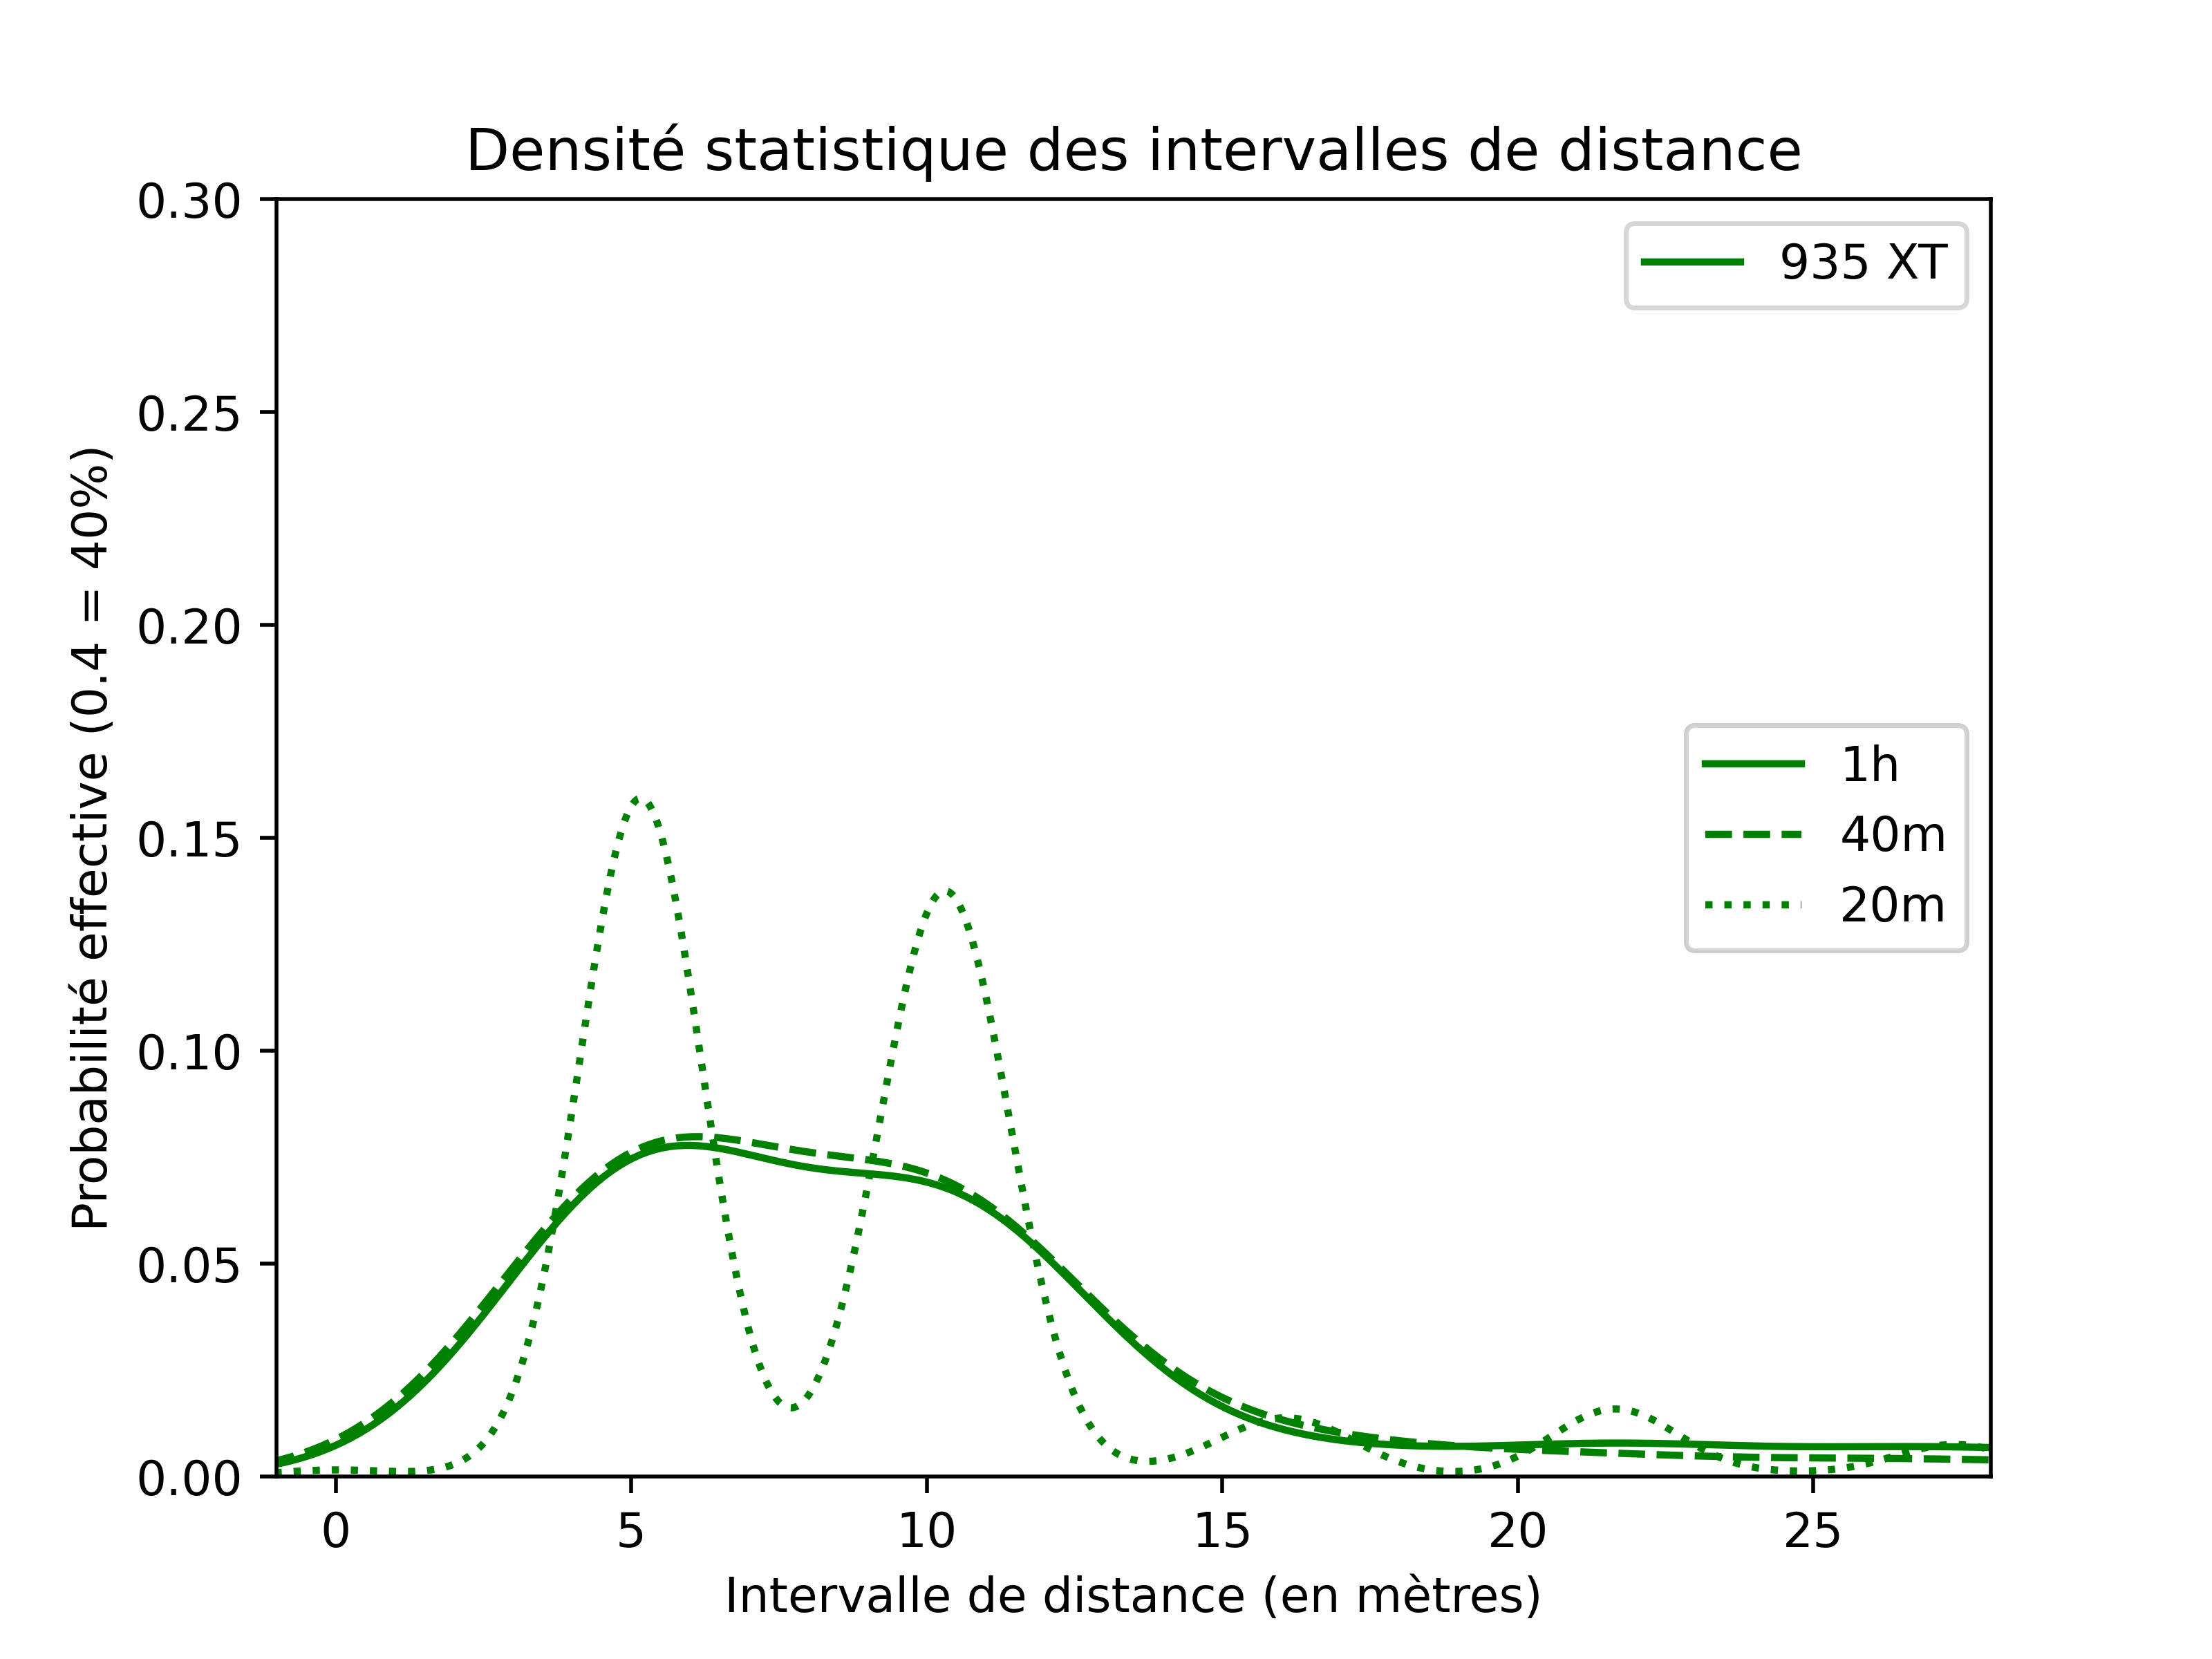 Densité statistique des intervalles de distance
0.30
0.25
0.20
0.15
0.10
0.05
0.00
Probabilité effective (0.4 = 40%)
935 XT
1h
40m
20m
0 5 10 15 20 25
Intervalle de distance (en mètres)